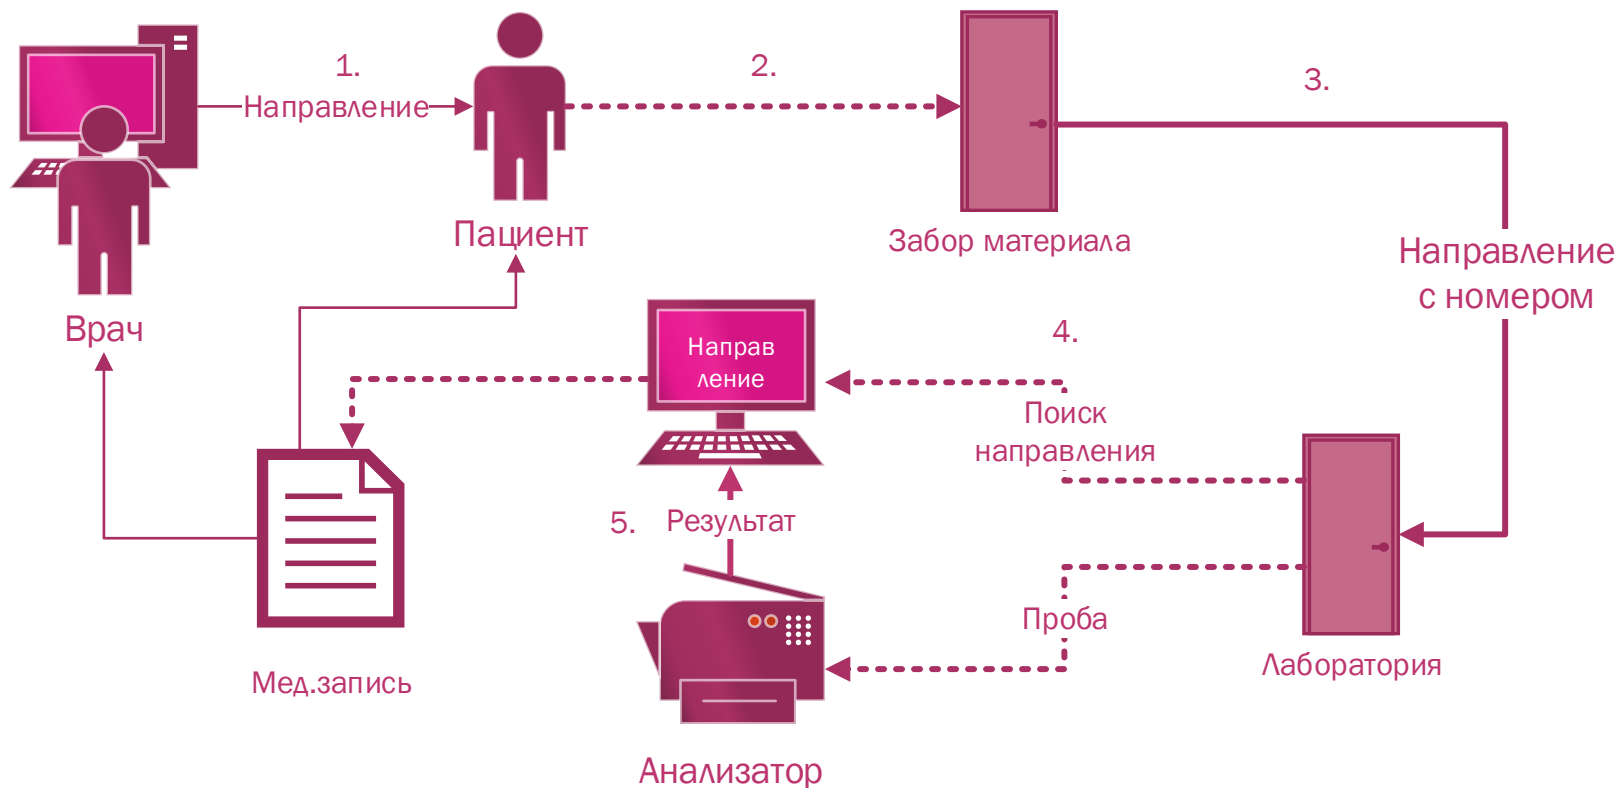 1.
Направление
2.
3.
Пациент
Забор материала
Направление
с номером
Врач
Направ
ление
4.
Поиск
направления
5.
Результат
Проба
Лаборатория
Мед.запись
Анализатор